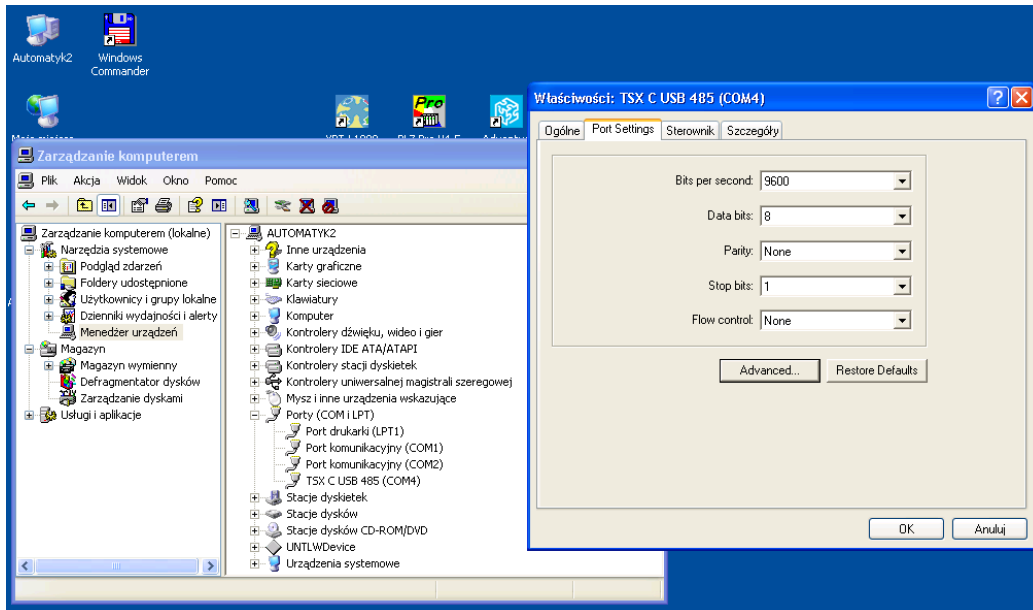 Automatyk2
Windows
Commander
Pro
Zarządzanie komputerem
Plik Akcja Widok Okno Pomoc
Zarządzanie komputerem (lokalne)
Narzędzia systemowe
Podgląd zdarzeń
Foldery udostępnione
Użytkownicy i grupy lokalne
Dzienniki wydajności i alerty
Menedżer urządzeń
Magazyn
Magazyn wymienny
Defragmentator dysków
Zarządzanie dyskami
Usługi i aplikacje
AUTOMATYK2
Inne urządzenia
Karty graficzne
Karty sieciowe
Klawiatury
Komputer
Kontrolery dźwięku, wideo i gier
Kontrolery IDE ATA/ATAPI
Kontrolery stacji dyskietek
Kontrolery uniwersalnej magistrali szeregowej
Mysz i inne urządzenia wskazujące
Porty (COM i LPT)
Port drukarki (LPT1)
Port komunikacyjny (COM1)
Port komunikacyjny (COM2)
TSX C USB 485 (COM4)
Stacje dyskietek
Stacje dysków
Stacje dysków CD-ROM/DVD
UNTLWDevice
Urządzenia systemowe
Właściwości: TSX C USB 485 (COM4)
Ogólne Port Settings Sterownik Szczegóły
Bits per second: 9600
Data bits: 8
Parity: None
Stop bits: 1
Flow control: None
Advanced... Restore Defaults
OK Anuluj